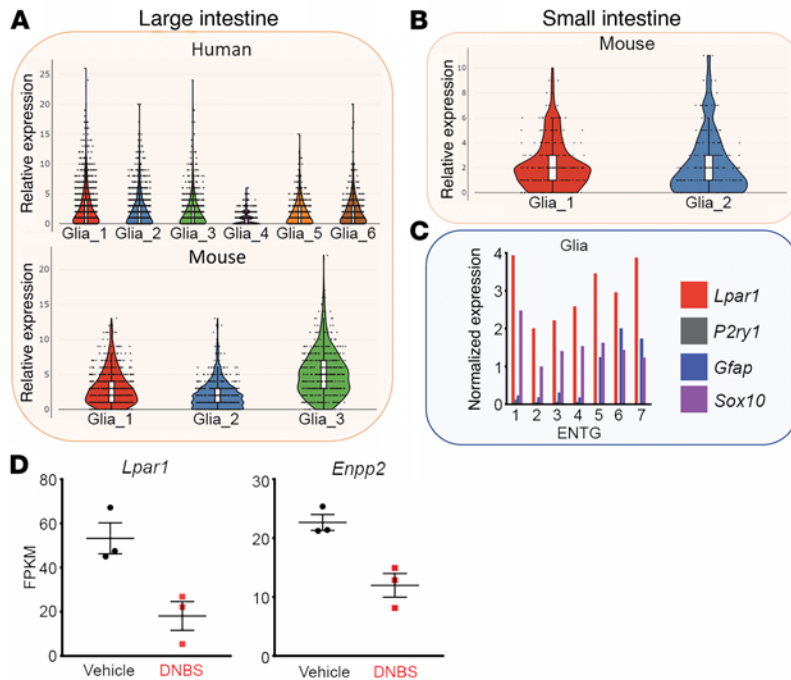 A Large intestine
Human
Relative expression
25
20
15
10
5
0
Glia_1 Glia_2 Glia_3 Glia_4 Glia_5 Glia_6
Mouse
Relative expression
20
15
10
5
0
Glia_1 Glia_2 Glia_3
B Small intestine
Mouse
Relative expression
10
8
6
4
2
0
Glia_1 Glia_2
C
Glia
Normalized expression
4
3
2
1
0
1 2 3 4 5 6 7
ENTG
Lpar1
P2ry1
Gfap
Sox10
D
Lpar1
FPKM
80
60
40
20
0
Vehicle DNBS
Enpp2
30
20
10
0
Vehicle DNBS